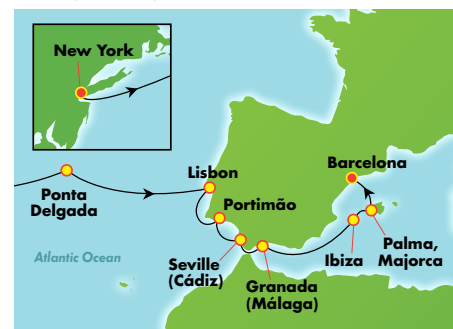 New York
Lisbon
Barcelona
Ponta
Delgada
Portimão
Atlantic Ocean
Seville
(Cádiz)
Granada
(Málaga)
Ibiza
Palma,
Majorca